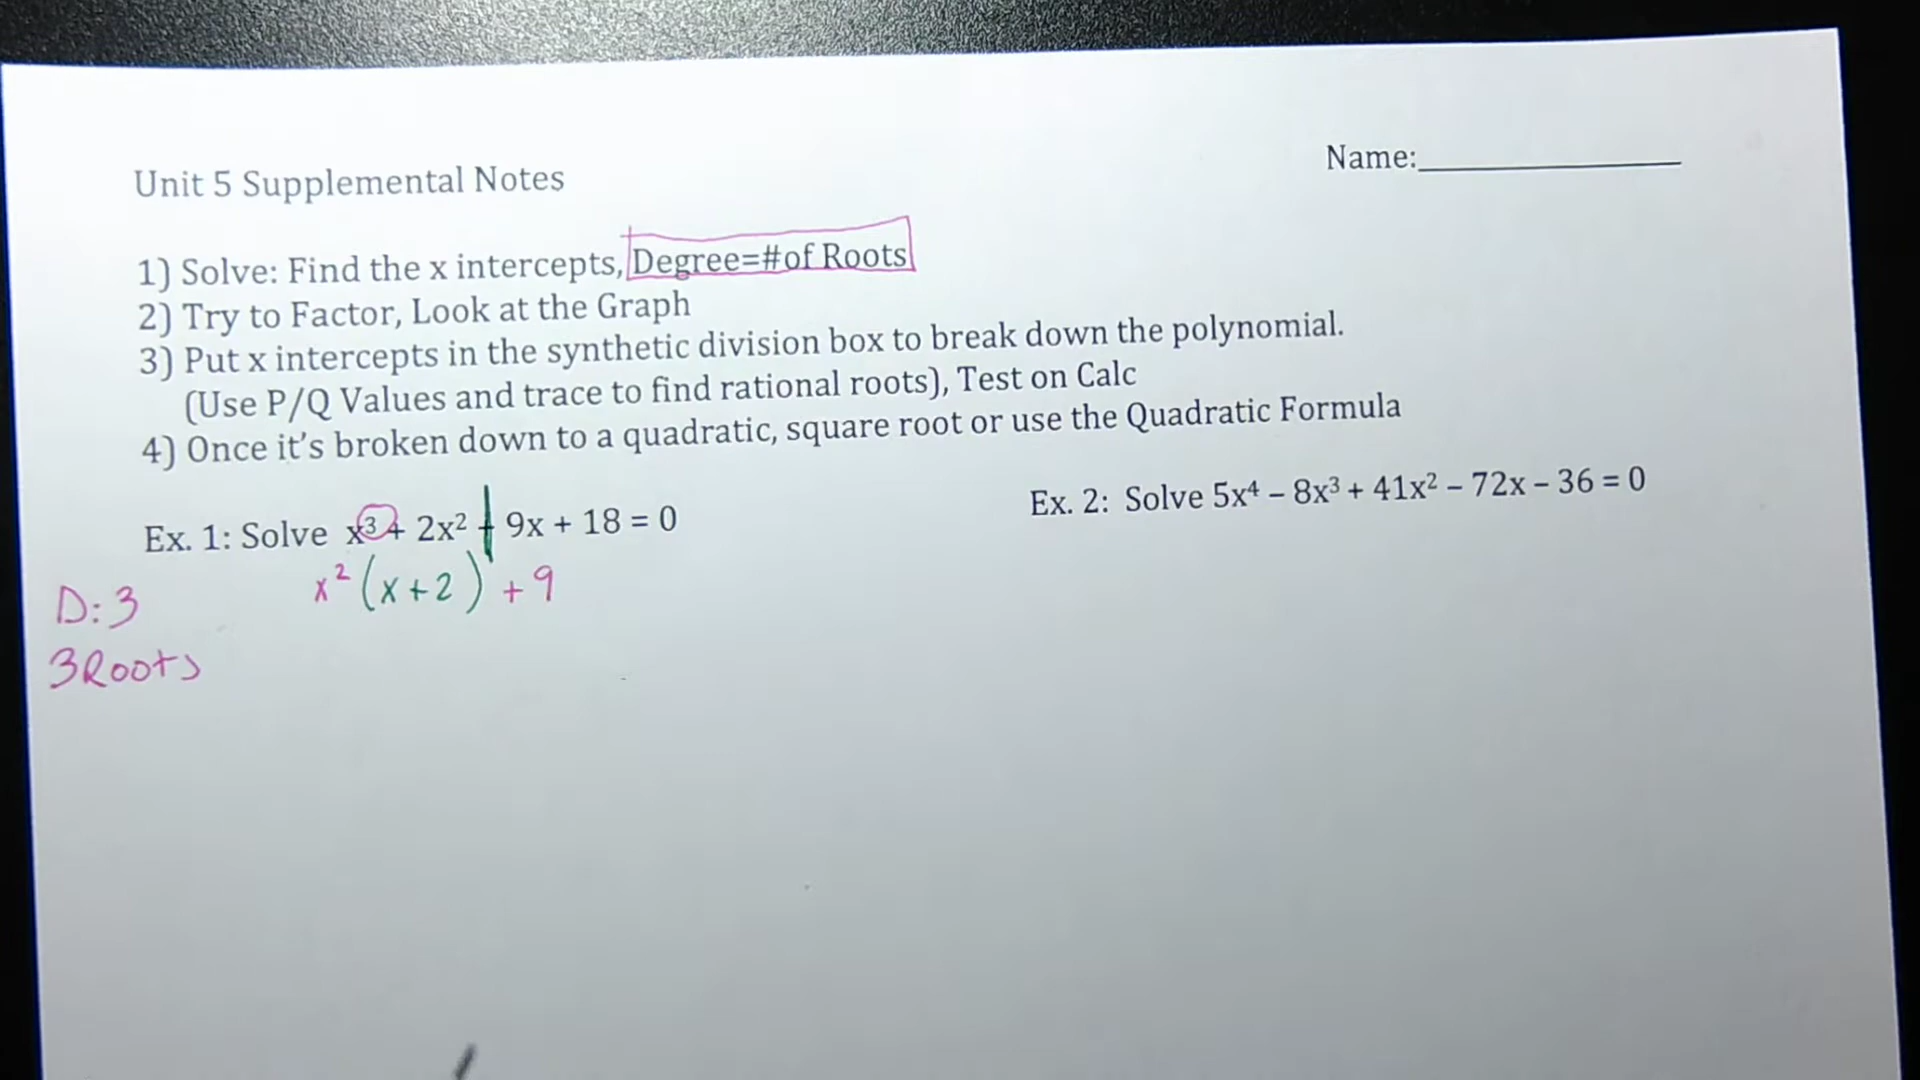 Name:_______________
Unit 5 Supplemental Notes
1) Solve: Find the x intercepts, Degree=#of Roots
2) Try to Factor, Look at the Graph
3) Put x intercepts in the synthetic division box to break down the polynomial.
(Use P/Q Values and trace to find rational roots), Test on Calc
4) Once it's broken down to a quadratic, square root or use the Quadratic Formula
Ex. 1: Solve x³ + 2x² + 9x + 18 = 0
Ex. 2: Solve 5x⁴ – 8x³ + 41x² – 72x – 36 = 0
x² (x + 2) + 9
D: 3
3 Roots